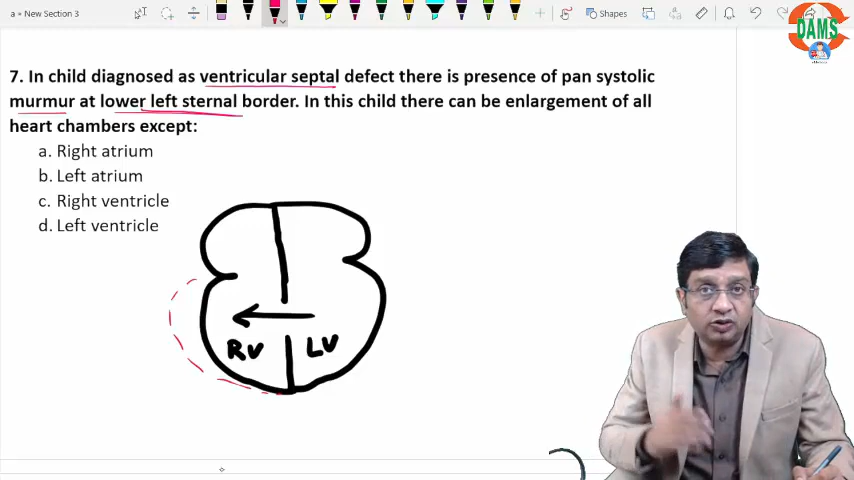 a = New Section 3
Shapes
DAMS
7. In child diagnosed as ventricular septal defect there is presence of pan systolic
murmur at lower left sternal border. In this child there can be enlargement of all
heart chambers except:
a. Right atrium
b. Left atrium
c. Right ventricle
d. Left ventricle
RV LV